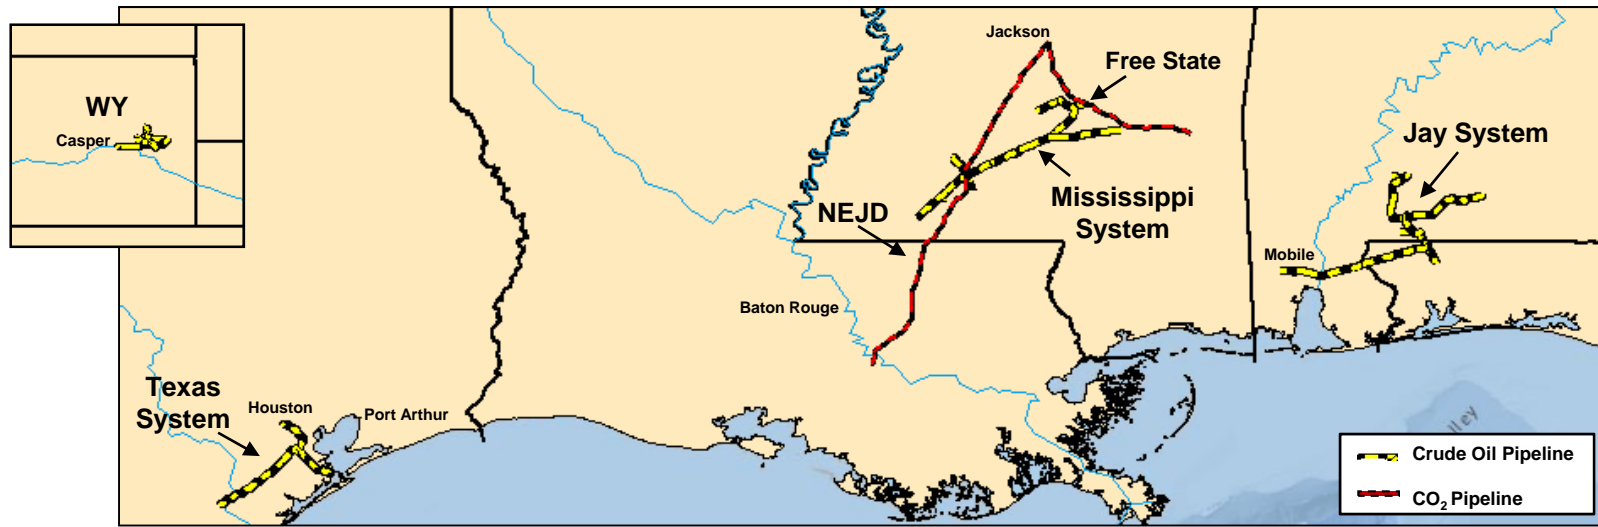 WY
Casper
Jackson
Free State
Jay System
Mississippi
System
NEJD
Mobile
Baton Rouge
Texas
System
Houston
Port Arthur
Crude Oil Pipeline
CO₂ Pipeline